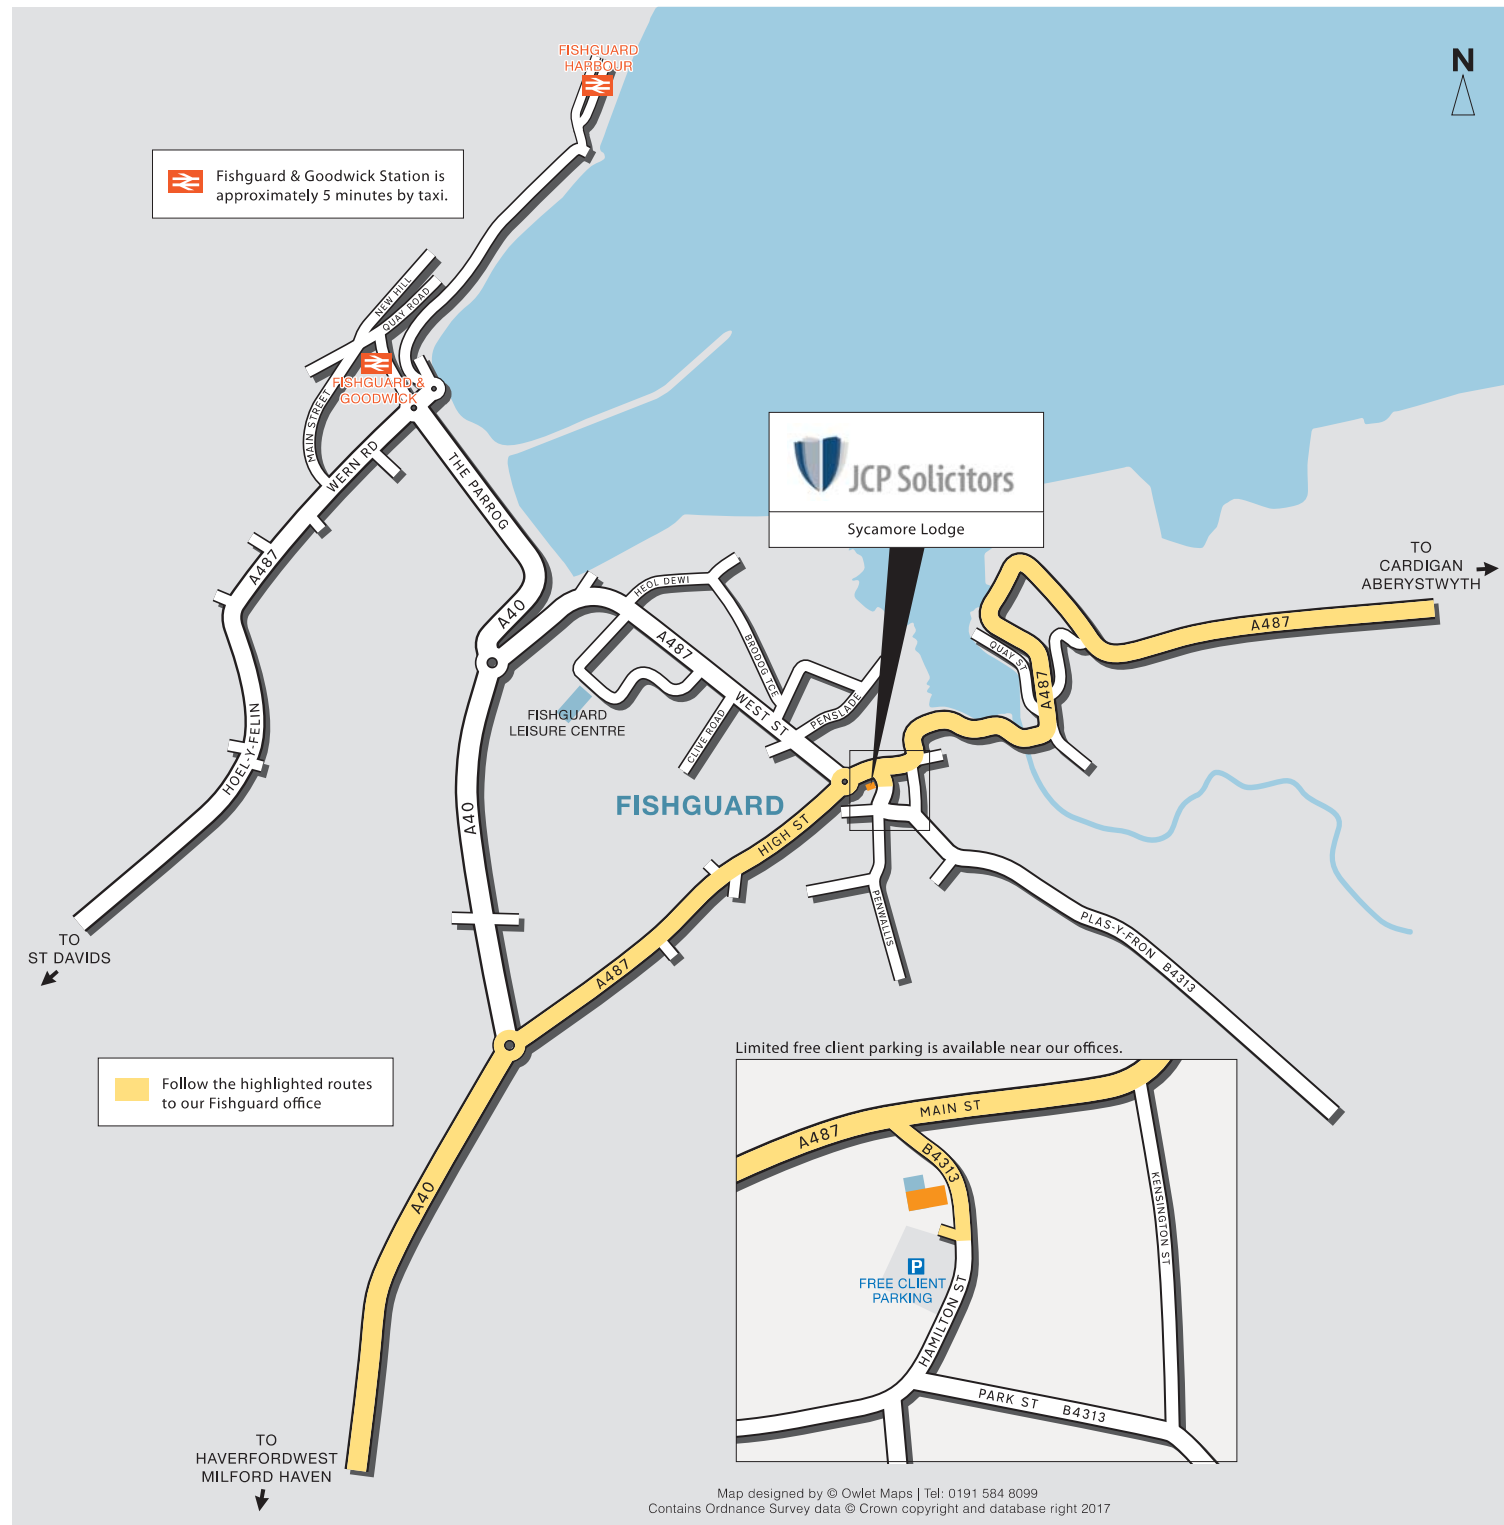 FISHGUARD
HARBOUR
N
Fishguard & Goodwick Station is
approximately 5 minutes by taxi.
NEW HILL
QUAY ROAD
FISHGUARD &
GOODWICK
MAIN STREET
WERN RD
THE PARROG
JCP Solicitors
Sycamore Lodge
A487
A40
HEOL DEWI
A487
BRODOG TCE
WEST ST
PENSLADE
CLIVE ROAD
FISHGUARD
LEISURE CENTRE
QUAY ST
A487
A487
TO
CARDIGAN
ABERYSTWYTH
HOEL-Y-FELIN
A40
FISHGUARD
HIGH ST
PENWALLIS
PLAS-Y-FRON B4313
TO
ST DAVIDS
A487
Follow the highlighted routes
to our Fishguard office
A40
TO
HAVERFORDWEST
MILFORD HAVEN
Limited free client parking is available near our offices.
A487
MAIN ST
B4313
KENSINGTON ST
P
FREE CLIENT
PARKING
HAMILTON ST
PARK ST B4313
Map designed by © Owlet Maps | Tel: 0191 584 8099
Contains Ordnance Survey data © Crown copyright and database right 2017